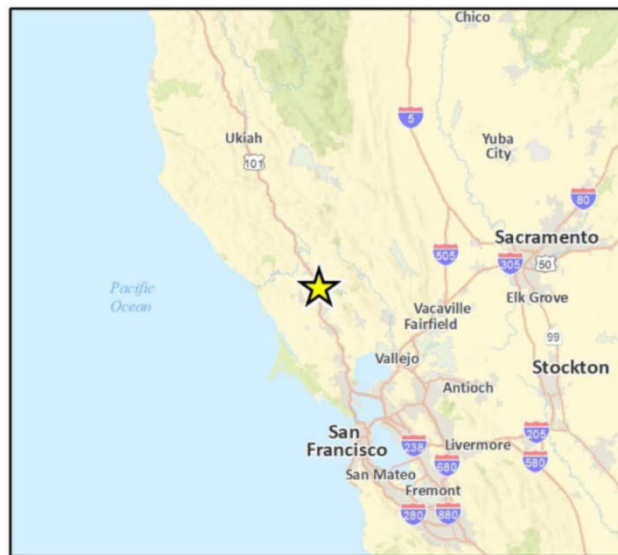 Chico
5
Ukiah
Yuba
City
101
80
Sacramento
505
305
50
Pacific
Ocean
Elk Grove
Vacaville
Fairfield
99
Vallejo
Stockton
Antioch
San
Francisco
238
Livermore
205
680
580
San Mateo
Fremont
280
880